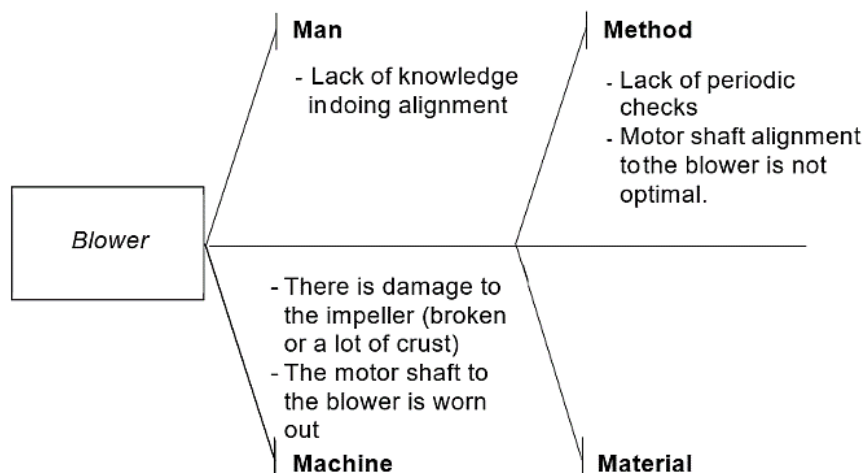 Man
- Lack of knowledge
indoing alignment
Method
- Lack of periodic
checks
- Motor shaft alignment
tothe blower is not
optimal.
Blower
- There is damage to
the impeller (broken
or a lot of crust)
- The motor shaft to
the blower is worn
out
Machine
Material